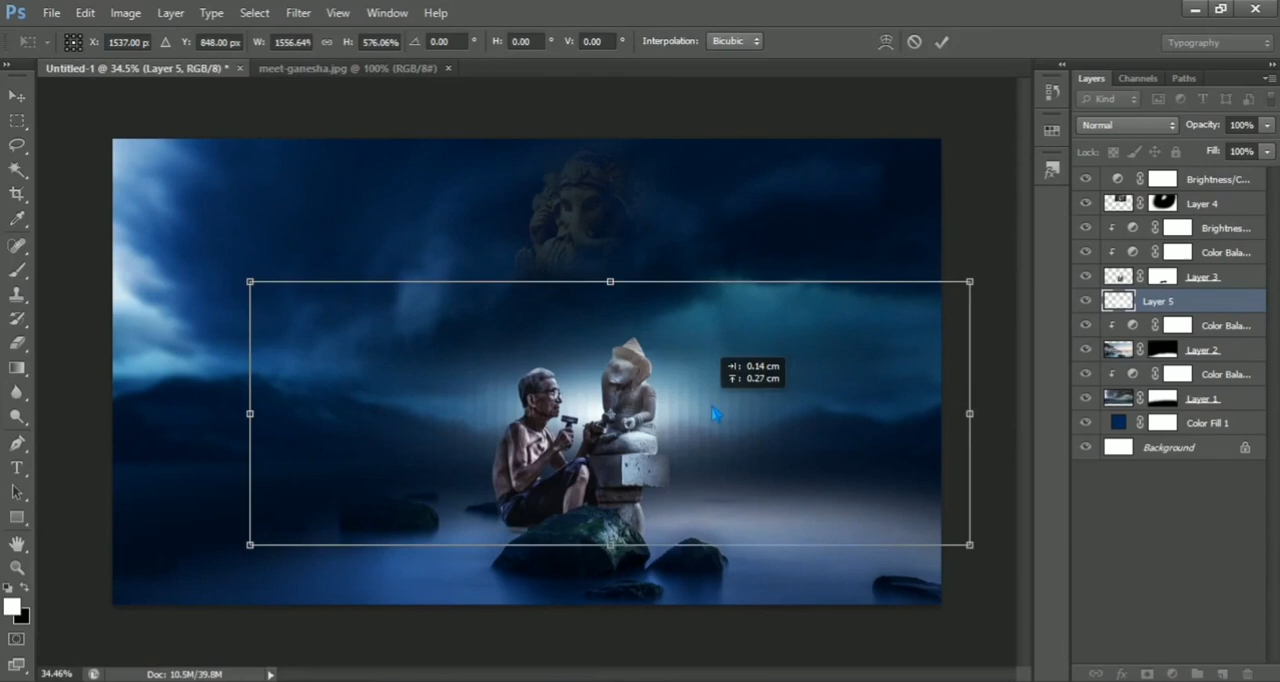 Ps File Edit Image Layer Type Select Filter View Window Help
X: 1537.00 p Y: 848.00 px W: 1556.64% H: 576.06% 0.00 ° H: 0.00 ° V: 0.00 ° Interpolation: Bicubic Typography
Untitled-1 @ 34.5% (Layer 5, RGB/8) * × meet-ganesha.jpg @ 100% (RGB/8#) ×
Layers Channels Paths
Kind
Normal Opacity: 100%
Lock: Fill: 100%
Brightness/C...
Layer 4
Brightnes...
Color Bala...
Layer 3
Layer 5
Color Bala...
Layer 2
Color Bala...
Layer 1
Color Fill 1
Background
: 0.14 cm
: 0.27 cm
34.46% Doc: 10.5M/39.8M